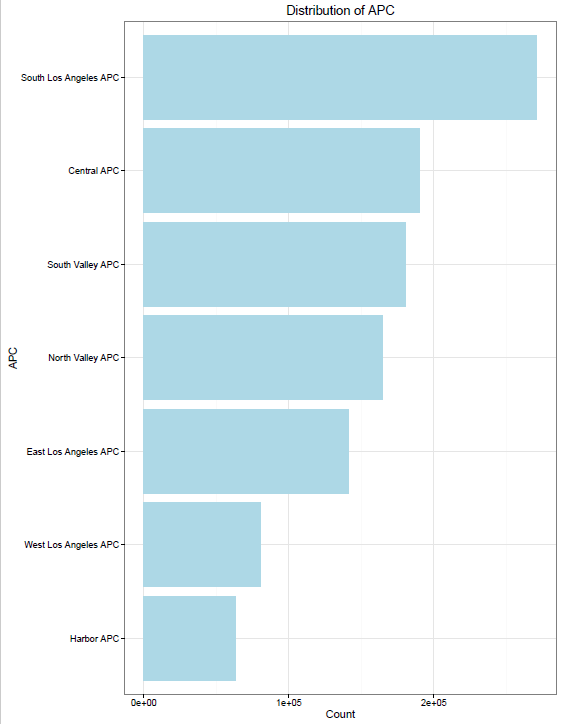 Distribution of APC
South Los Angeles APC
Central APC
South Valley APC
North Valley APC
East Los Angeles APC
West Los Angeles APC
Harbor APC
APC
0e+00 1e+05 2e+05
Count